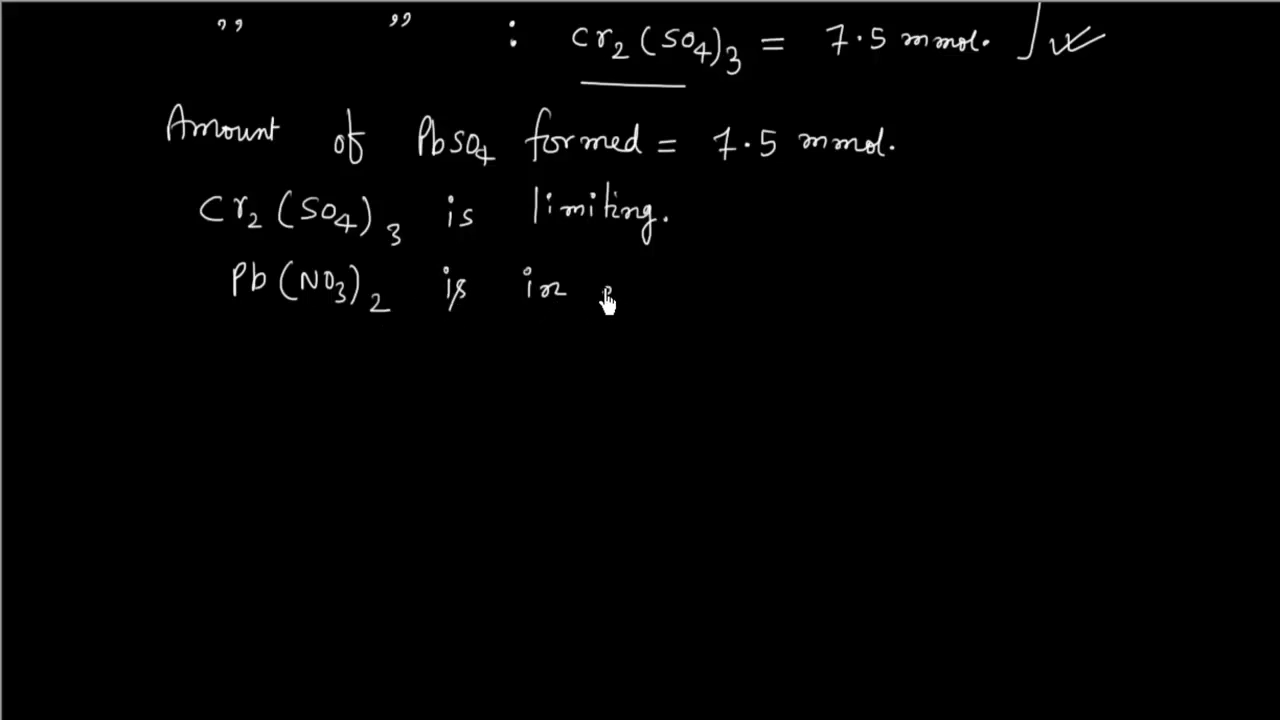 ” ” : Cr₂(SO₄)₃ = 7.5 mmol.
Amount of PbSO₄ formed = 7.5 mmol.
Cr₂(SO₄)₃ is limiting.
Pb(NO₃)₂ is in